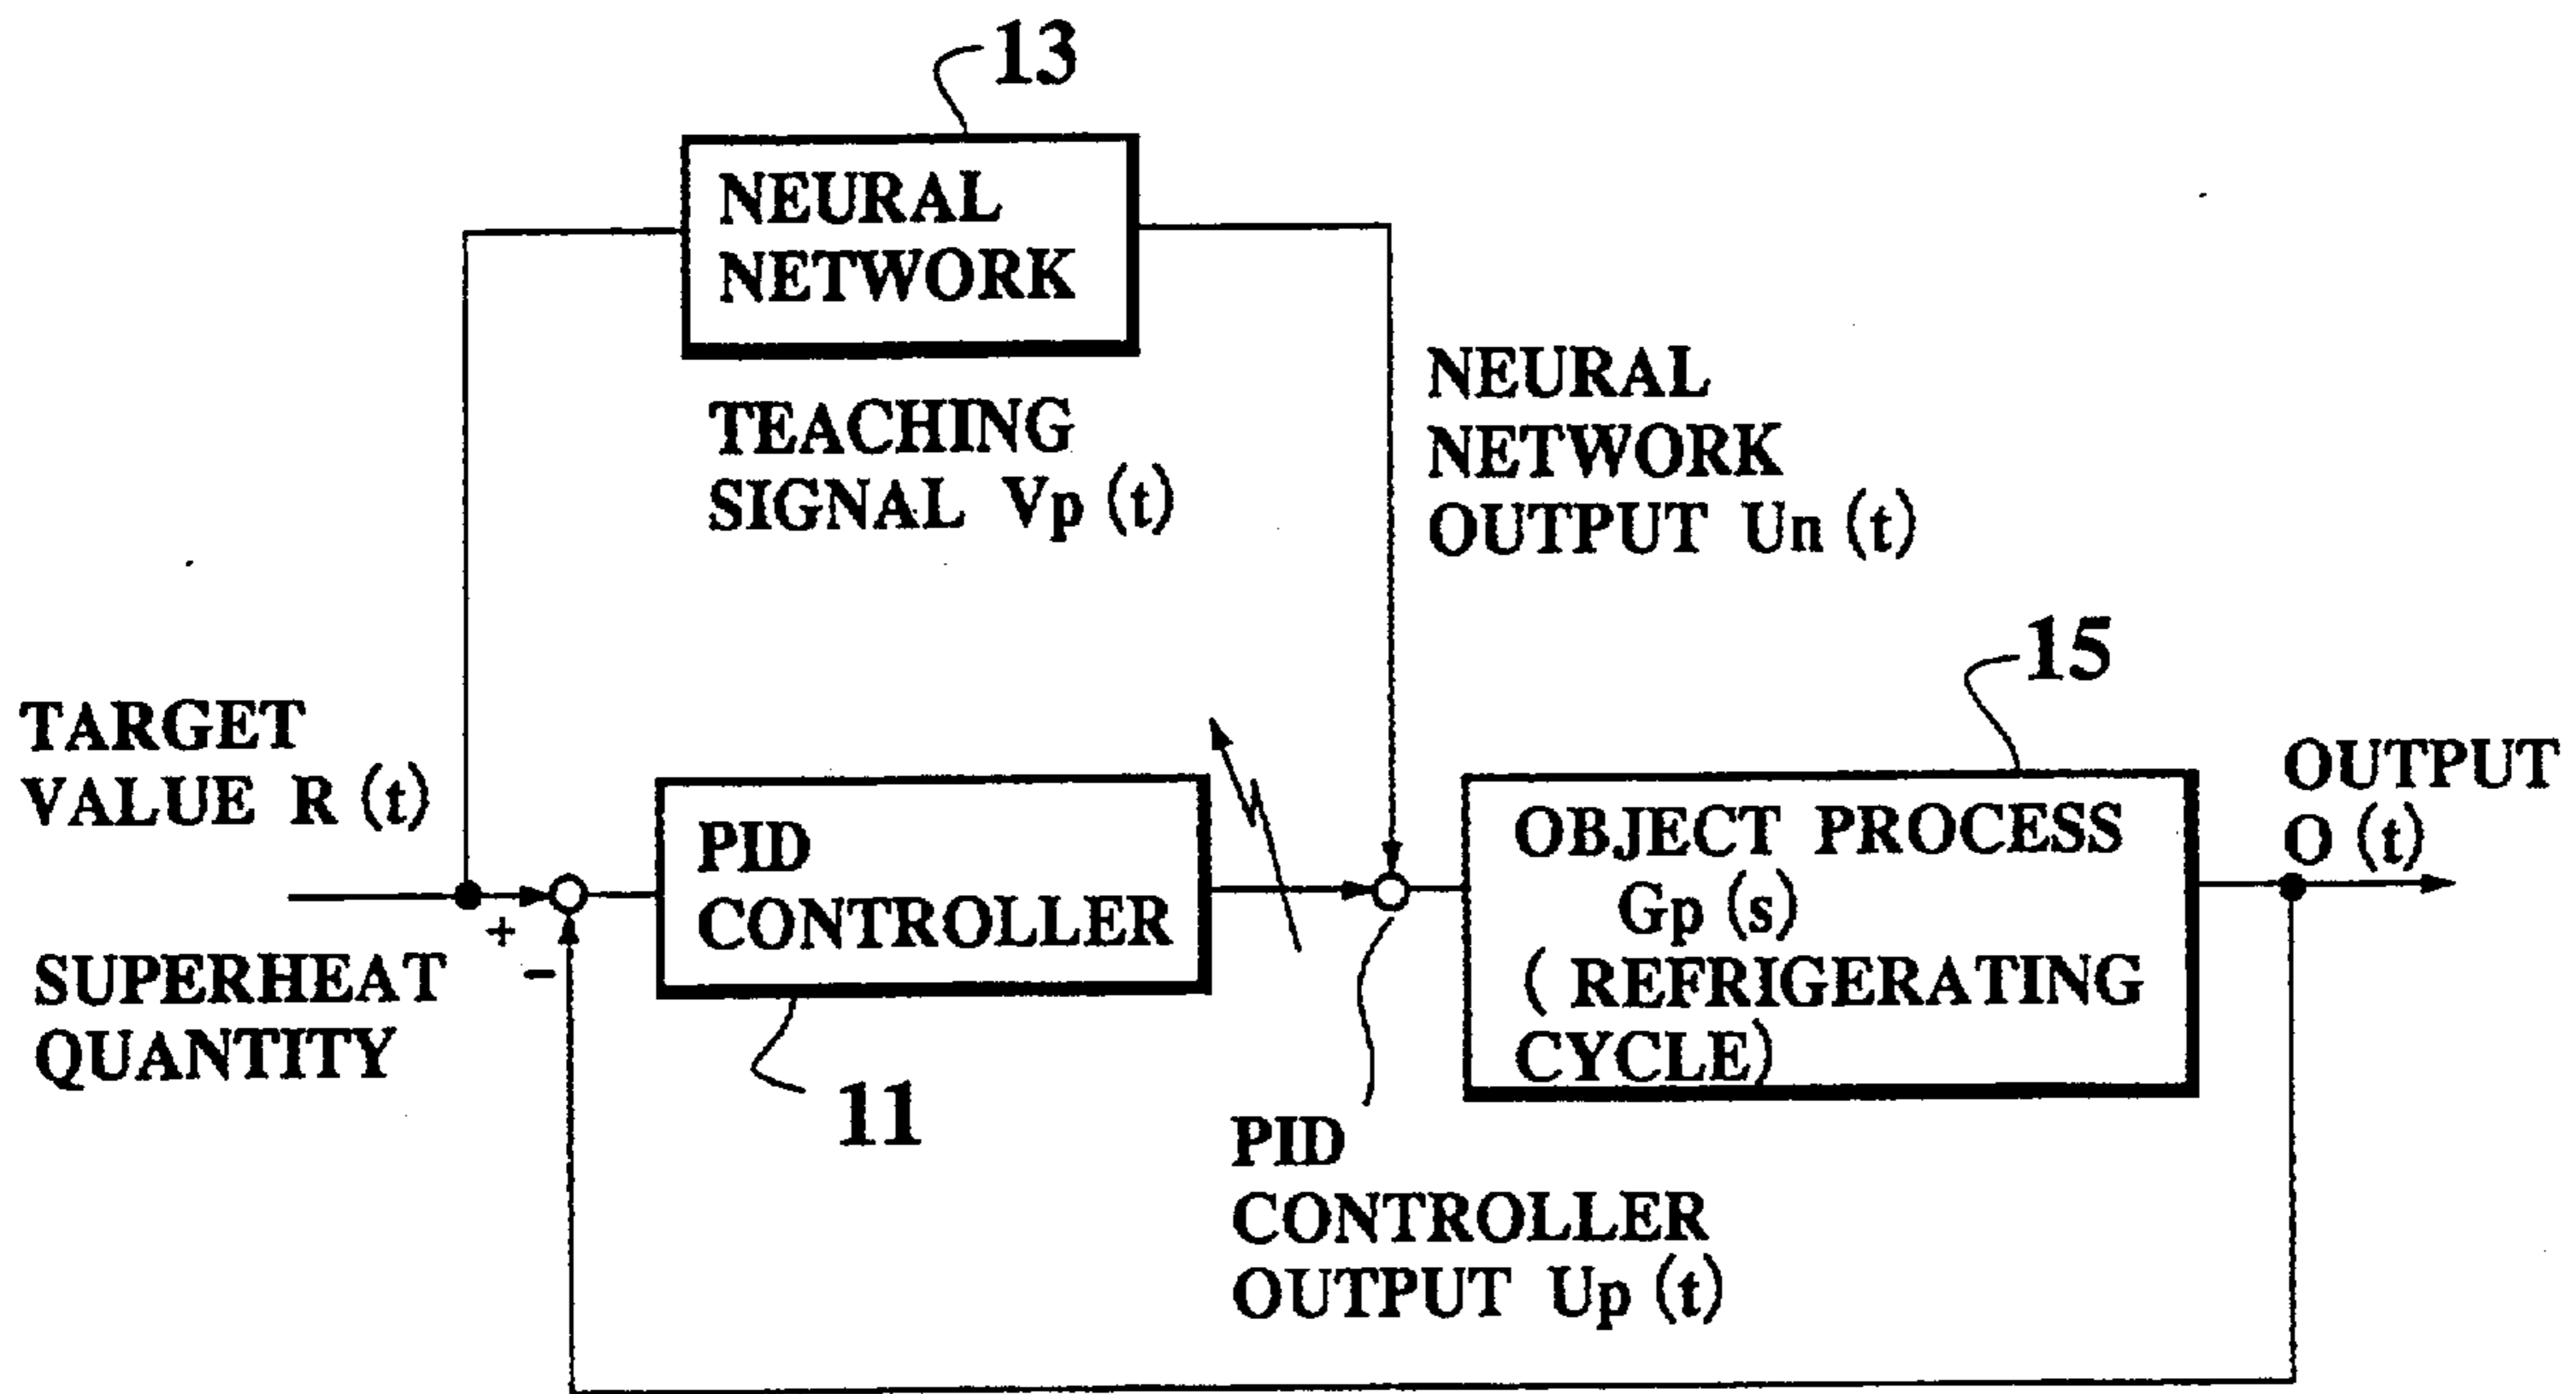 13
NEURAL
NETWORK
TEACHING
SIGNAL Vp (t)
NEURAL
NETWORK
OUTPUT Un (t)
15
TARGET
VALUE R (t)
OUTPUT
O (t)
PID
CONTROLLER
OBJECT PROCESS
Gp (s)
( REFRIGERATING
CYCLE)
+
-
SUPERHEAT
QUANTITY
11
PID
CONTROLLER
OUTPUT Up (t)